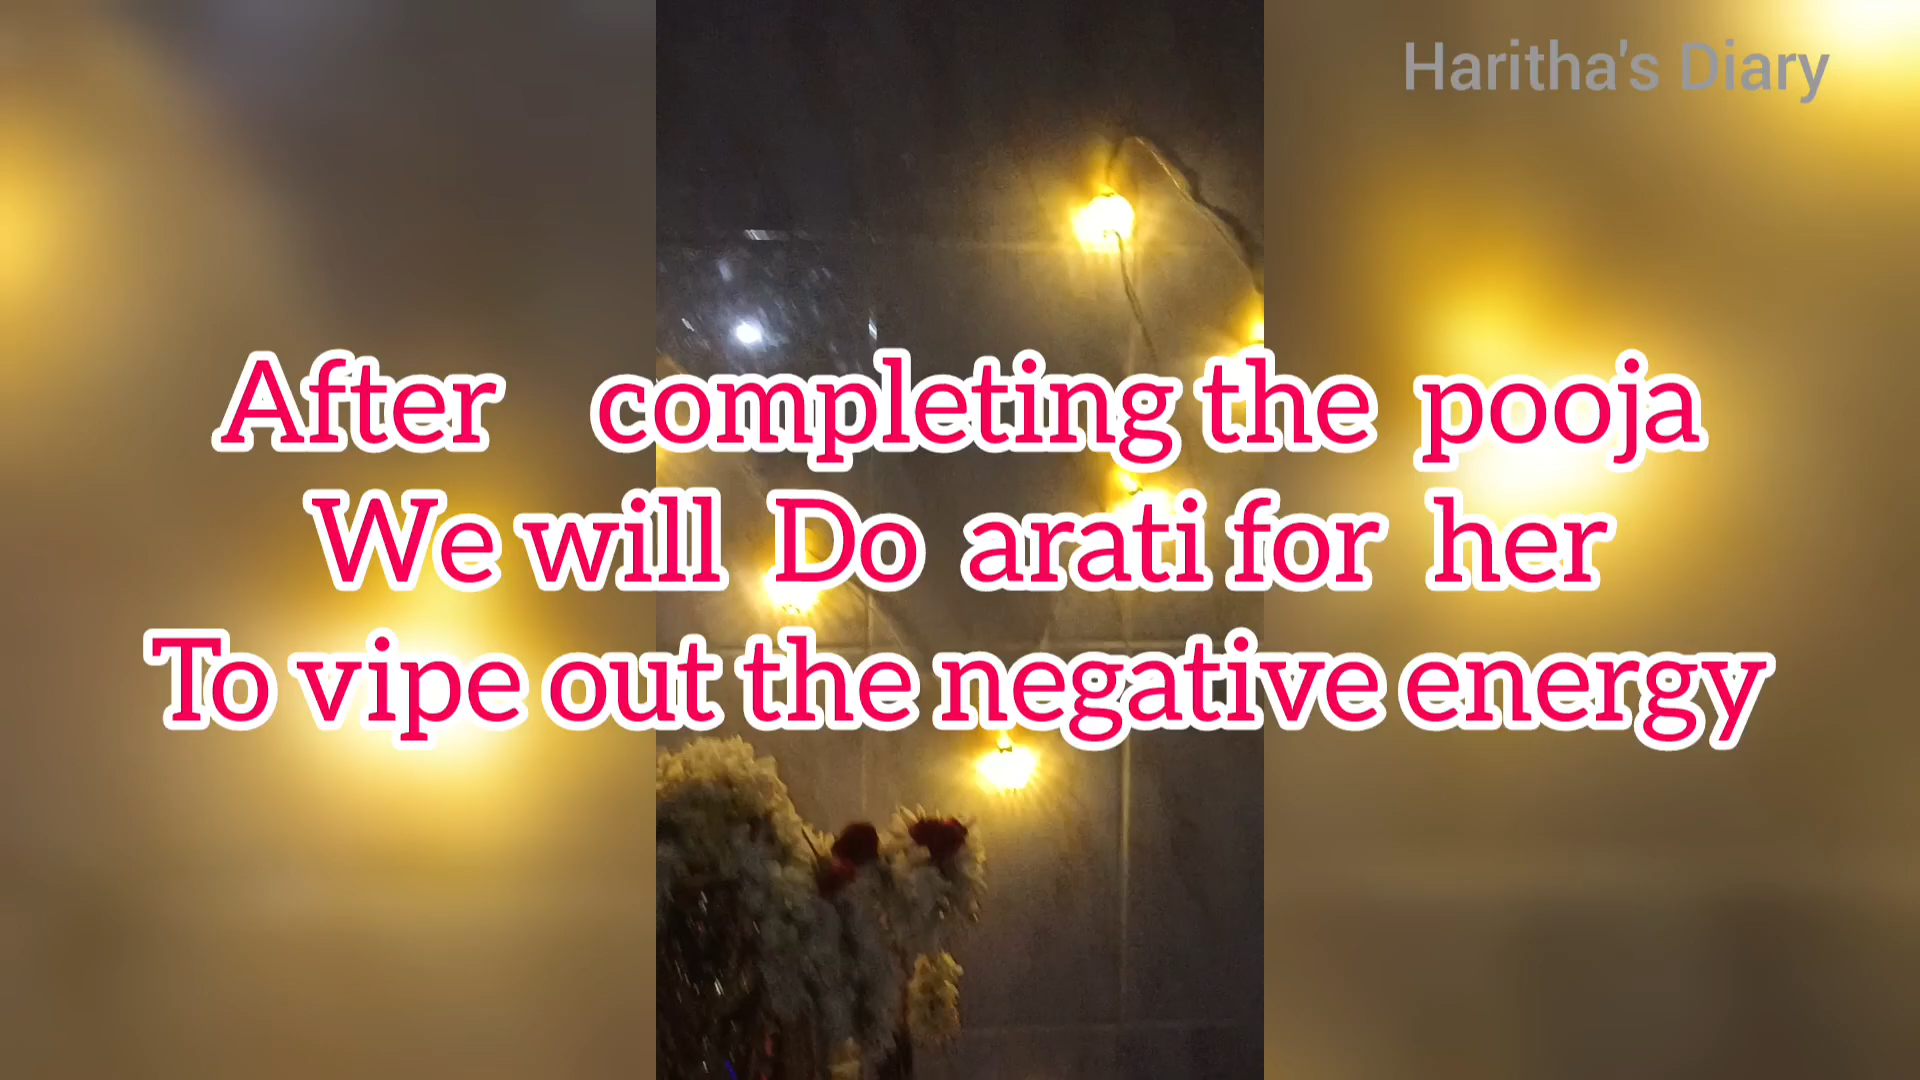 Haritha's Diary
After completing the pooja
We will Do arati for her
To vipe out the negative energy